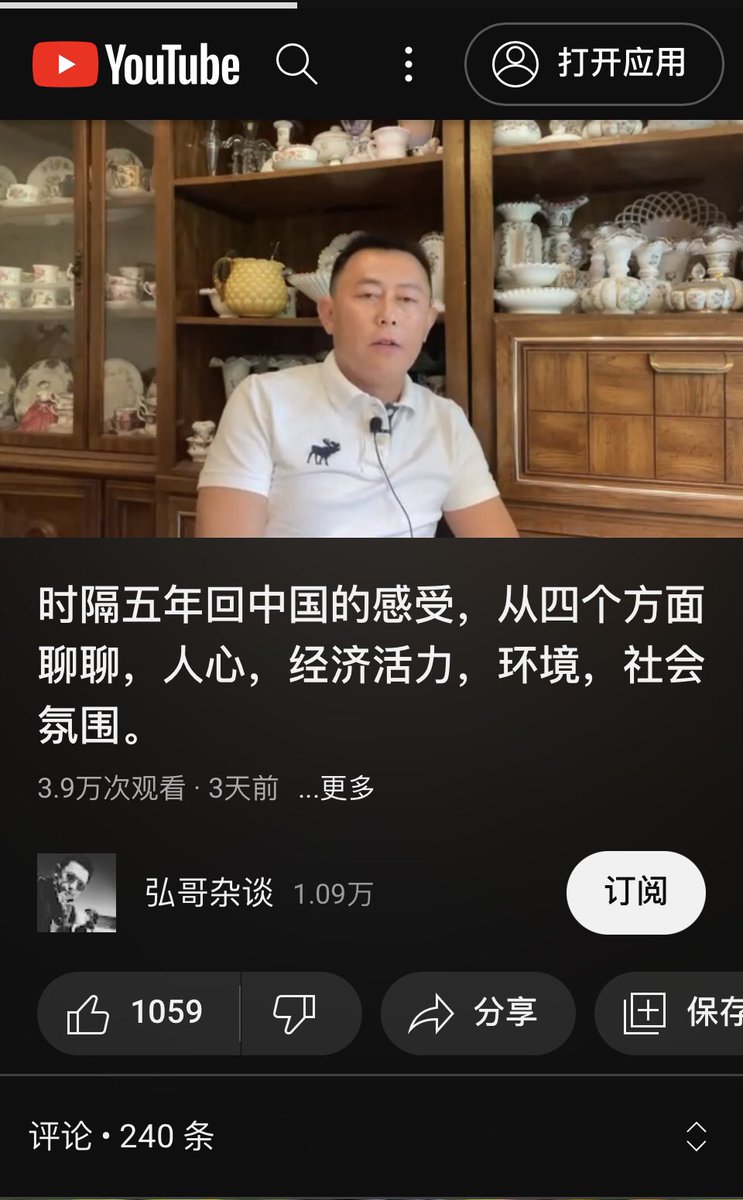 YouTube
打开应用
时隔五年回中国的感受，从四个方面
聊聊，人心，经济活力，环境，社会
氛围。
3.9万次观看 · 3天前 ...更多
弘哥杂谈 1.09万
订阅
1059
分享
保存
评论 • 240 条